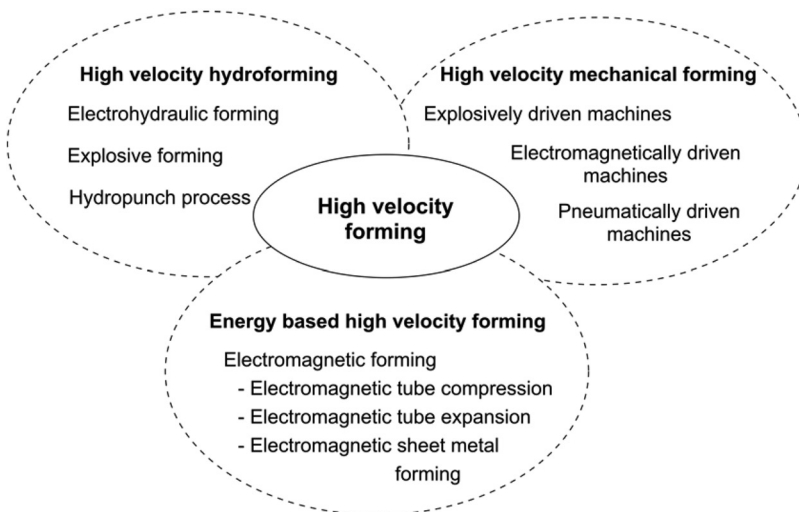 High velocity hydroforming
Electrohydraulic forming
Explosive forming
Hydropunch process
High velocity mechanical forming
Explosively driven machines
Electromagnetically driven
machines
Pneumatically driven
machines
High velocity
forming
Energy based high velocity forming
Electromagnetic forming
- Electromagnetic tube compression
- Electromagnetic tube expansion
- Electromagnetic sheet metal
forming